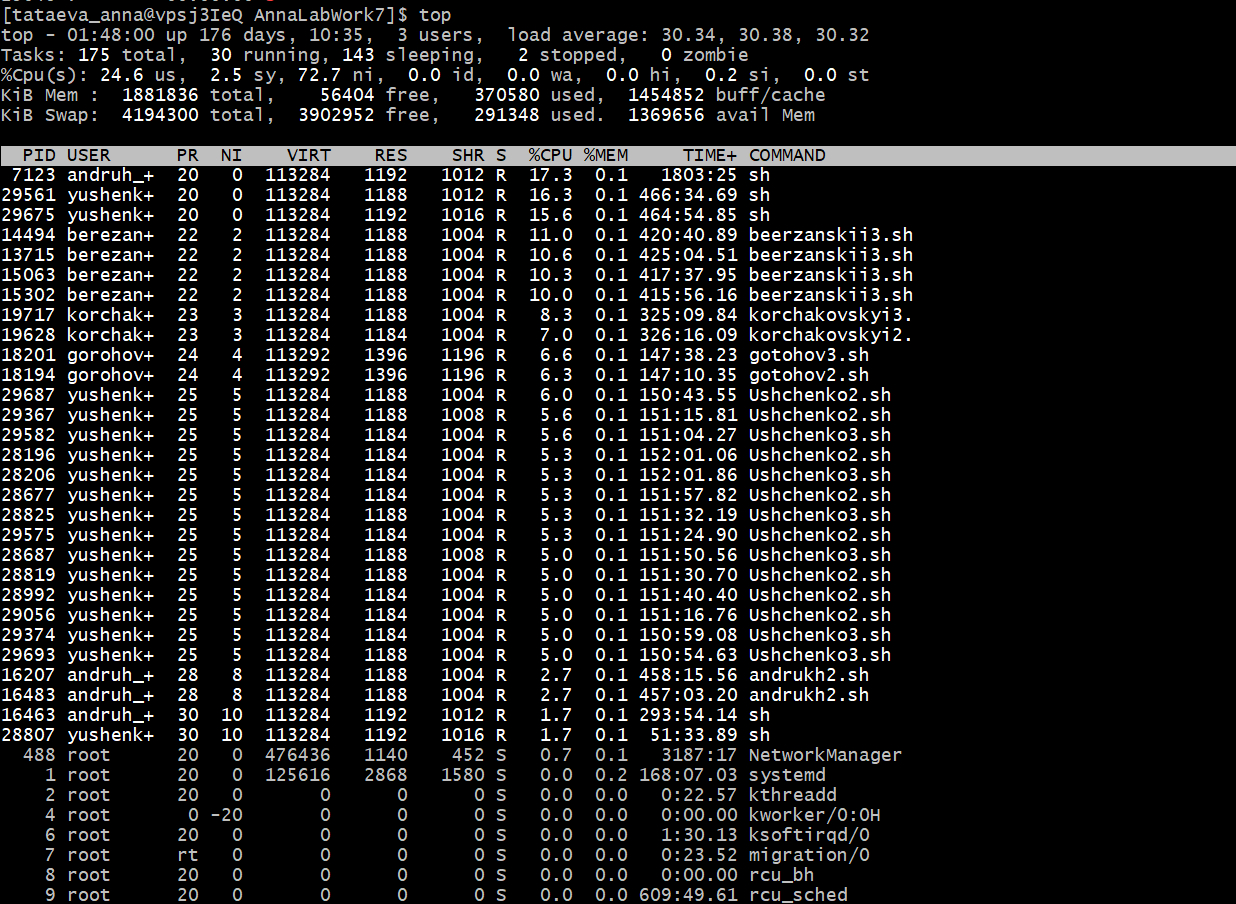 [tataeva_anna@vpsj3IeQ AnnaLabWork7]$ top
top - 01:48:00 up 176 days, 10:35,  3 users,  load average: 30.34, 30.38, 30.32
Tasks: 175 total,  30 running, 143 sleeping,   2 stopped,   0 zombie
%Cpu(s): 24.6 us,  2.5 sy, 72.7 ni,  0.0 id,  0.0 wa,  0.0 hi,  0.2 si,  0.0 st
KiB Mem :  1881836 total,    56404 free,   370580 used,  1454852 buff/cache
KiB Swap:  4194300 total,  3902952 free,   291348 used.  1369656 avail Mem
PID USER PR NI VIRT RES SHR S %CPU %MEM TIME+ COMMAND
7123 andruh_+ 20 0 113284 1192 1012 R 17.3 0.1 1803:25 sh
29561 yushenk+ 20 0 113284 1188 1012 R 16.3 0.1 466:34.69 sh
29675 yushenk+ 20 0 113284 1192 1016 R 15.6 0.1 464:54.85 sh
14494 berezan+ 22 2 113284 1188 1004 R 11.0 0.1 420:40.89 beerzanskii3.sh
13715 berezan+ 22 2 113284 1188 1004 R 10.6 0.1 425:04.51 beerzanskii3.sh
15063 berezan+ 22 2 113284 1188 1004 R 10.3 0.1 417:37.95 beerzanskii3.sh
15302 berezan+ 22 2 113284 1188 1004 R 10.0 0.1 415:56.16 beerzanskii3.sh
19717 korchak+ 23 3 113284 1188 1004 R 8.3 0.1 325:09.84 korchakovskyi3.
19628 korchak+ 23 3 113284 1184 1004 R 7.0 0.1 326:16.09 korchakovskyi2.
18201 gorohov+ 24 4 113292 1396 1196 R 6.6 0.1 147:38.23 gotohov3.sh
18194 gorohov+ 24 4 113292 1396 1196 R 6.3 0.1 147:10.35 gotohov2.sh
29687 yushenk+ 25 5 113284 1188 1004 R 6.0 0.1 150:43.55 Ushchenko2.sh
29367 yushenk+ 25 5 113284 1188 1008 R 5.6 0.1 151:15.81 Ushchenko2.sh
29582 yushenk+ 25 5 113284 1184 1004 R 5.6 0.1 151:04.27 Ushchenko3.sh
28196 yushenk+ 25 5 113284 1184 1004 R 5.3 0.1 152:01.06 Ushchenko2.sh
28206 yushenk+ 25 5 113284 1184 1004 R 5.3 0.1 152:01.86 Ushchenko3.sh
28677 yushenk+ 25 5 113284 1184 1004 R 5.3 0.1 151:57.82 Ushchenko2.sh
28825 yushenk+ 25 5 113284 1188 1004 R 5.3 0.1 151:32.19 Ushchenko3.sh
29575 yushenk+ 25 5 113284 1184 1004 R 5.3 0.1 151:24.90 Ushchenko2.sh
28687 yushenk+ 25 5 113284 1188 1008 R 5.0 0.1 151:50.56 Ushchenko3.sh
28819 yushenk+ 25 5 113284 1188 1004 R 5.0 0.1 151:30.70 Ushchenko2.sh
28992 yushenk+ 25 5 113284 1184 1004 R 5.0 0.1 151:40.40 Ushchenko2.sh
29056 yushenk+ 25 5 113284 1184 1004 R 5.0 0.1 151:16.76 Ushchenko2.sh
29374 yushenk+ 25 5 113284 1184 1004 R 5.0 0.1 150:59.08 Ushchenko3.sh
29693 yushenk+ 25 5 113284 1188 1004 R 5.0 0.1 150:54.63 Ushchenko3.sh
16207 andruh_+ 28 8 113284 1188 1004 R 2.7 0.1 458:15.56 andrukh2.sh
16483 andruh_+ 28 8 113284 1188 1004 R 2.7 0.1 457:03.20 andrukh2.sh
16463 andruh_+ 30 10 113284 1192 1012 R 1.7 0.1 293:54.14 sh
28807 yushenk+ 30 10 113284 1192 1016 R 1.7 0.1 51:33.89 sh
488 root 20 0 476436 1140 452 S 0.7 0.1 3187:17 NetworkManager
1 root 20 0 125616 2868 1580 S 0.0 0.2 168:07.03 systemd
2 root 20 0 0 0 0 S 0.0 0.0 0:22.57 kthreadd
4 root 0 -20 0 0 0 S 0.0 0.0 0:00.00 kworker/0:0H
6 root 20 0 0 0 0 S 0.0 0.0 1:30.13 ksoftirqd/0
7 root rt 0 0 0 0 S 0.0 0.0 0:23.52 migration/0
8 root 20 0 0 0 0 S 0.0 0.0 0:00.00 rcu_bh
9 root 20 0 0 0 0 S 0.0 0.0 609:49.61 rcu_sched